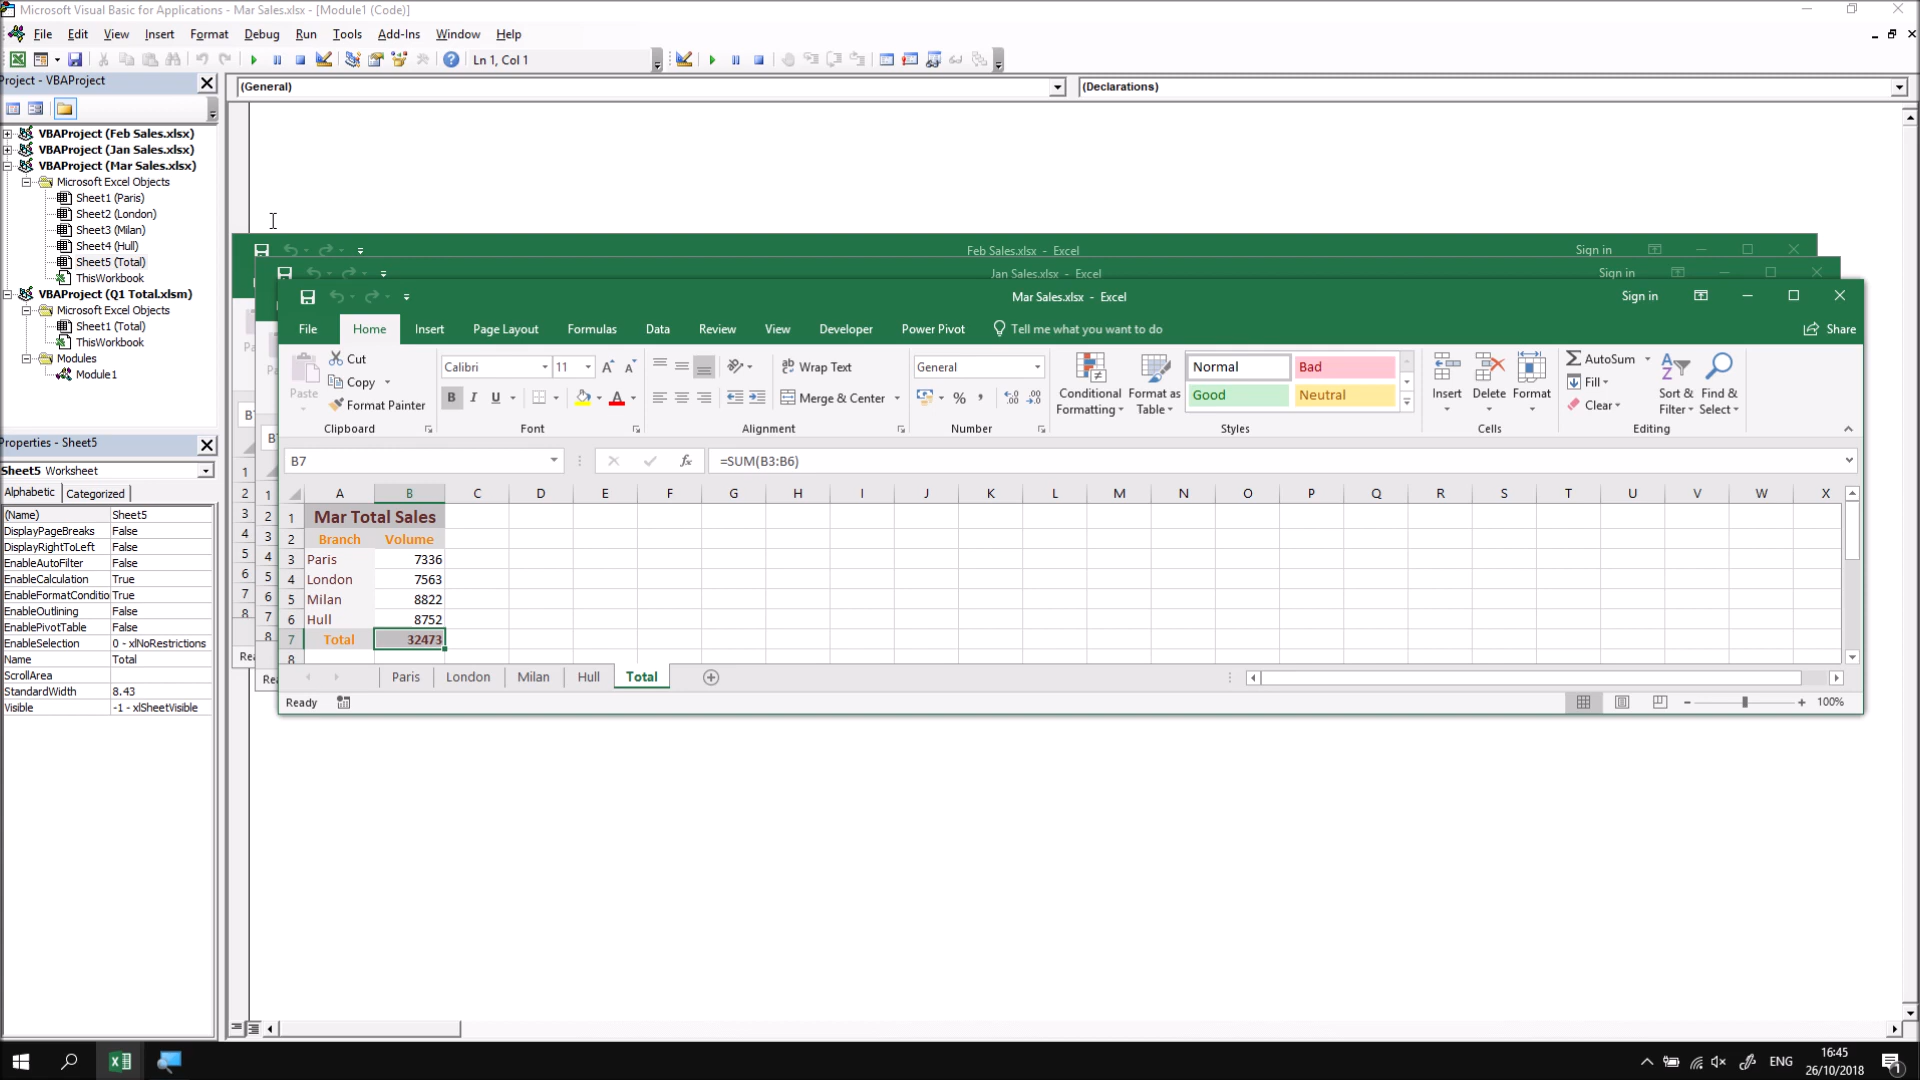 Microsoft Visual Basic for Applications - Mar Sales.xlsx - [Module1 (Code)]
File Edit View Insert Format Debug Run Tools Add-Ins Window Help
Ln 1, Col 1
Project - VBAProject
(General) (Declarations)
VBAProject (Feb Sales.xlsx)
VBAProject (Jan Sales.xlsx)
VBAProject (Mar Sales.xlsx)
Microsoft Excel Objects
Sheet1 (Paris)
Sheet2 (London)
Sheet3 (Milan)
Sheet4 (Hull)
Sheet5 (Total)
ThisWorkbook
VBAProject (Q1 Total.xlsm)
Microsoft Excel Objects
Sheet1 (Total)
ThisWorkbook
Modules
Module1
Properties - Sheet5
Sheet5 Worksheet
Alphabetic Categorized
(Name) Sheet5
DisplayPageBreaks False
DisplayRightToLeft False
EnableAutoFilter False
EnableCalculation True
EnableFormatConditio True
EnableOutlining False
EnablePivotTable False
EnableSelection 0 - xlNoRestrictions
Name Total
ScrollArea
StandardWidth 8.43
Visible -1 - xlSheetVisible
Feb Sales.xlsx - Excel Sign in
Jan Sales.xlsx - Excel Sign in
Mar Sales.xlsx - Excel Sign in
File Home Insert Page Layout Formulas Data Review View Developer Power Pivot Tell me what you want to do Share
Paste Cut Copy Format Painter
Clipboard
Calibri 11
B I U A
Font
Wrap Text
Merge & Center
Alignment
General
%
Number
Conditional Formatting
Format as Table
Normal Bad
Good Neutral
Styles
Insert Delete Format
Cells
AutoSum
Fill
Clear
Sort & Filter
Find & Select
Editing
B7 fx =SUM(B3:B6)
A B C D E F G H I J K L M N O P Q R S T U V W X
1 Mar Total Sales
2 Branch Volume
3 Paris 7336
4 London 7563
5 Milan 8822
6 Hull 8752
7 Total 32473
8
Paris London Milan Hull Total
Ready 100%
ENG
16:45
26/10/2018
1